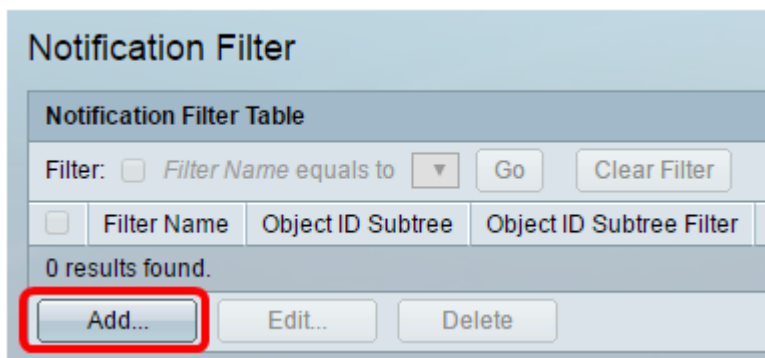 Notification Filter
Notification Filter Table
Filter: Filter Name equals to Go Clear Filter
Filter Name Object ID Subtree Object ID Subtree Filter
0 results found.
Add... Edit... Delete